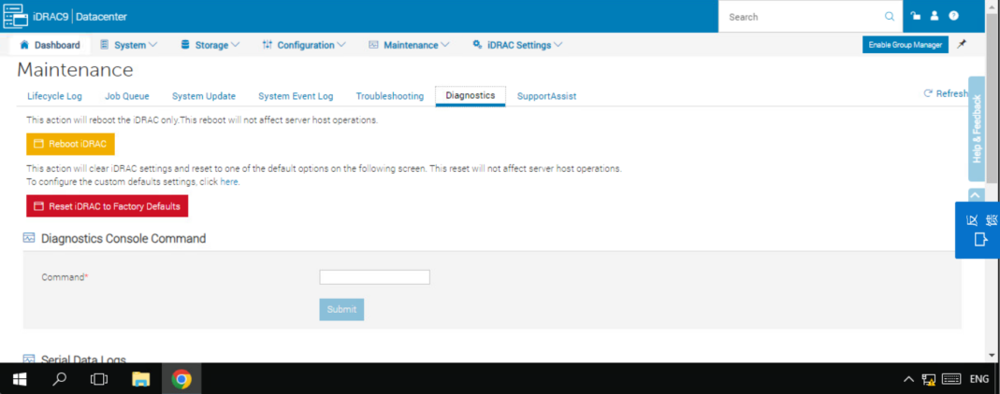 iDRAC9 | Datacenter
Search
Dashboard System Storage Configuration Maintenance iDRAC Settings Enable Group Manager
Maintenance
Lifecycle Log Job Queue System Update System Event Log Troubleshooting Diagnostics SupportAssist Refresh
This action will reboot the iDRAC only.This reboot will not affect server host operations.
Reboot iDRAC
This action will clear iDRAC settings and reset to one of the default options on the following screen. This reset will not affect server host operations.
To configure the custom defaults settings, click here.
Reset iDRAC to Factory Defaults
Help & Feedback
Diagnostics Console Command
Command*
Submit
Serial Data Logs
ENG